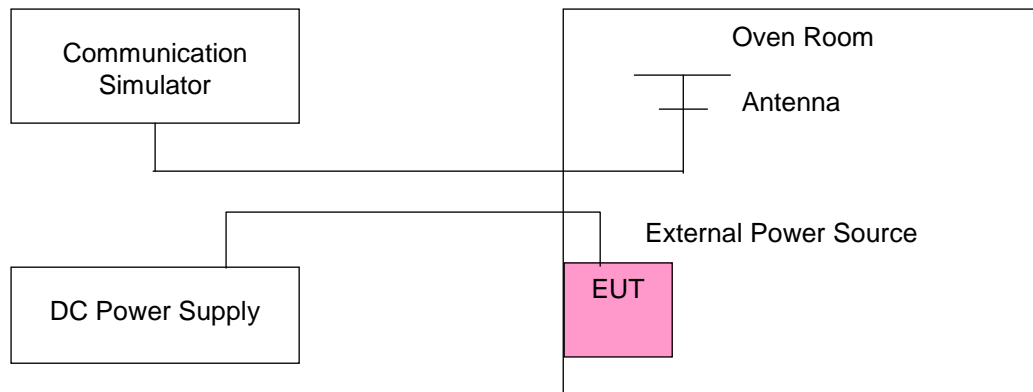 Communication
Simulator
Oven Room
Antenna
External Power Source
EUT
DC Power Supply